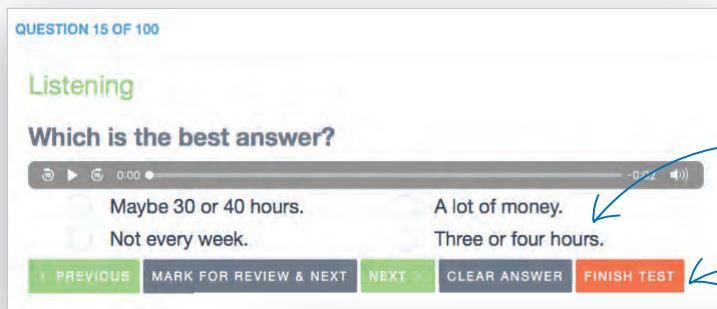 QUESTION 15 OF 100
Listening
Which is the best answer?
0:00 -0:02
Maybe 30 or 40 hours. A lot of money.
Not every week. Three or four hours.
PREVIOUS MARK FOR REVIEW & NEXT NEXT CLEAR ANSWER FINISH TEST